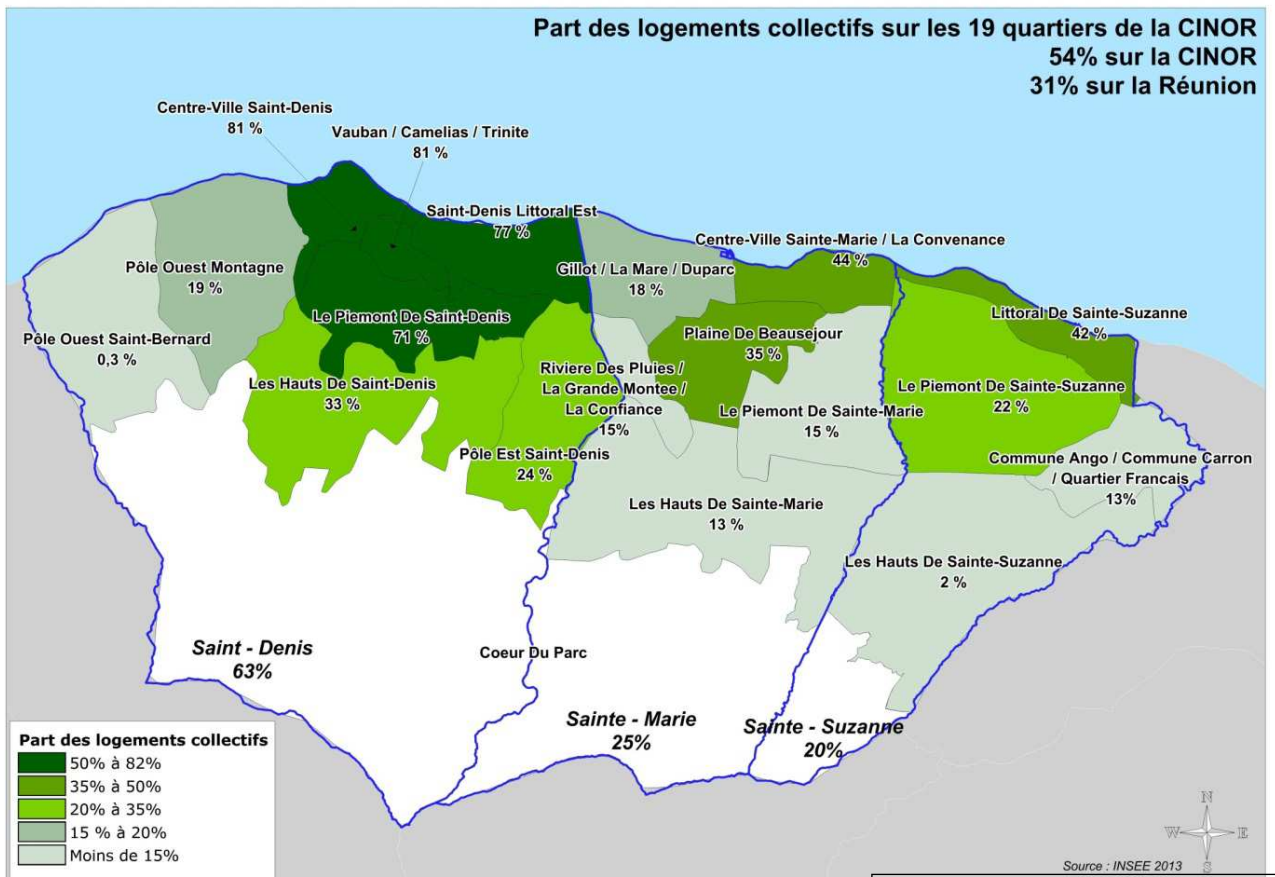 Part des logements collectifs sur les 19 quartiers de la CINOR
54% sur la CINOR
31% sur la Réunion
Centre-Ville Saint-Denis
81 %
Vauban / Camelias / Trinite
81 %
Saint-Denis Littoral Est
77 %
Centre-Ville Sainte-Marie / La Convenance
44 %
Pôle Ouest Montagne
19 %
Gillot / La Mare / Duparc
18 %
Le Piemont De Saint-Denis
71 %
Littoral De Sainte-Suzanne
42 %
Pôle Ouest Saint-Bernard
0,3 %
Plaine De Beausejour
35 %
Les Hauts De Saint-Denis
33 %
Riviere Des Pluies /
La Grande Montee /
La Confiance
15%
Le Piemont De Sainte-Marie
15 %
Le Piemont De Sainte-Suzanne
22 %
Pôle Est Saint-Denis
24 %
Commune Ango / Commune Carron
/ Quartier Francais
13%
Les Hauts De Sainte-Marie
13 %
Les Hauts De Sainte-Suzanne
2 %
Saint - Denis
63%
Coeur Du Parc
Sainte - Marie
25%
Sainte - Suzanne
20%
Part des logements collectifs
50% à 82%
35% à 50%
20% à 35%
15 % à 20%
Moins de 15%
N
W
E
S
Source : INSEE 2013